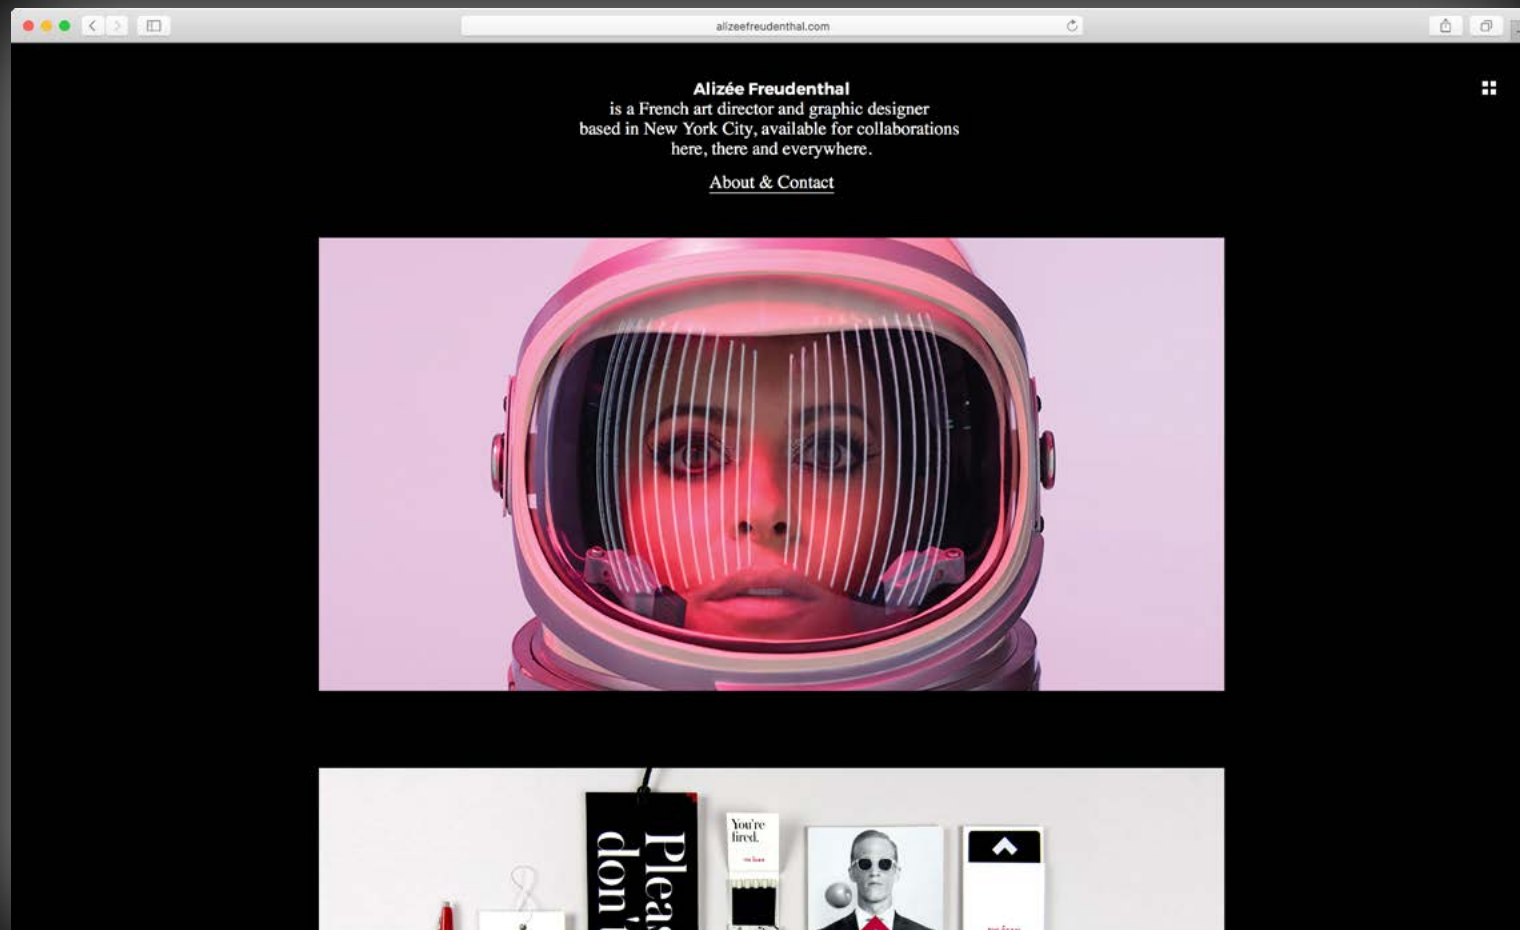 alizeefreudenthal.com
Alizée Freudenthal
is a French art director and graphic designer
based in New York City, available for collaborations
here, there and everywhere.
About & Contact
You're
fired.
Pleas
don't